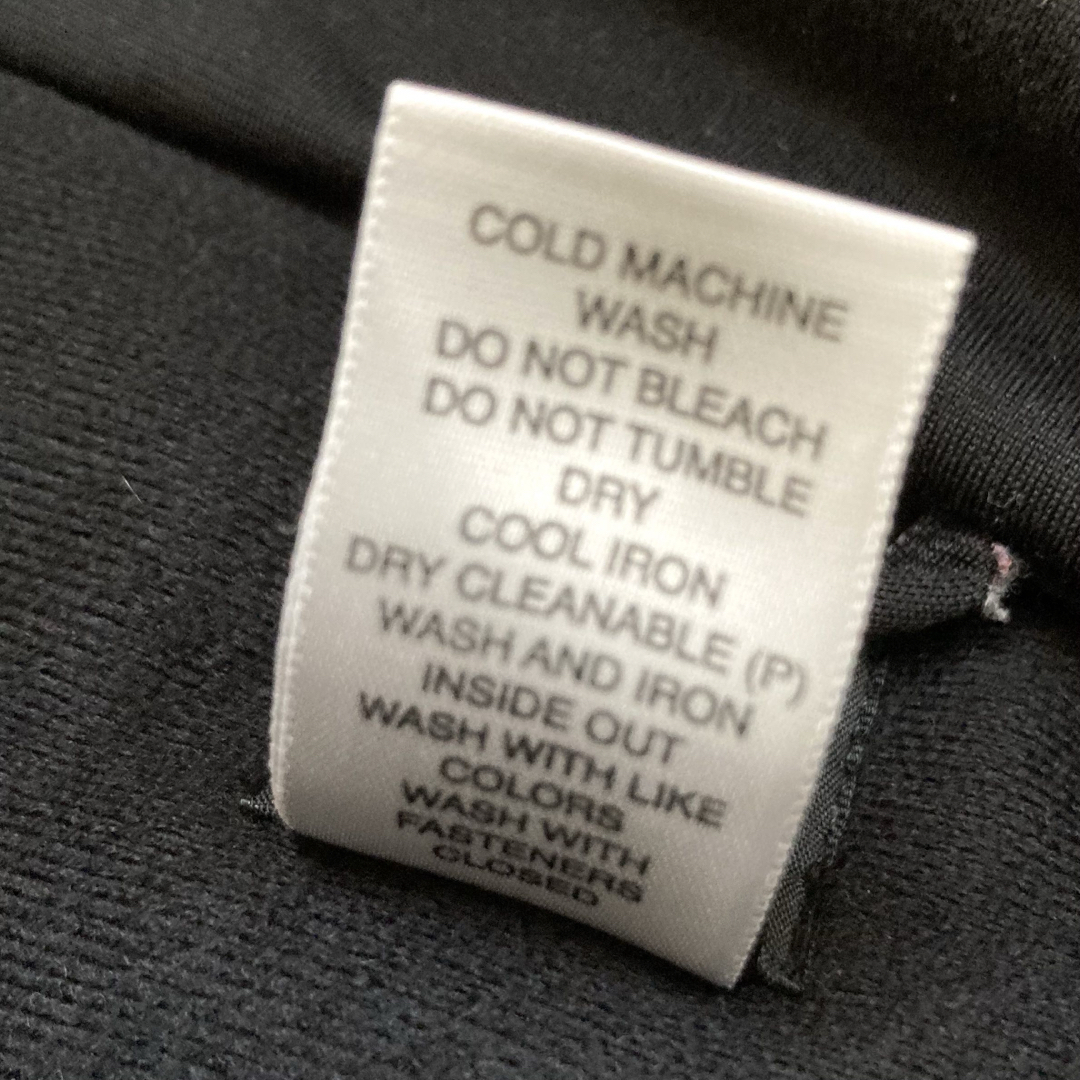 COLD MACHINE
WASH
DO NOT BLEACH
DO NOT TUMBLE
DRY
COOL IRON
DRY CLEANABLE (P)
WASH AND IRON
INSIDE OUT
WASH WITH LIKE
COLORS
WASH WITH
FASTENERS
CLOSED